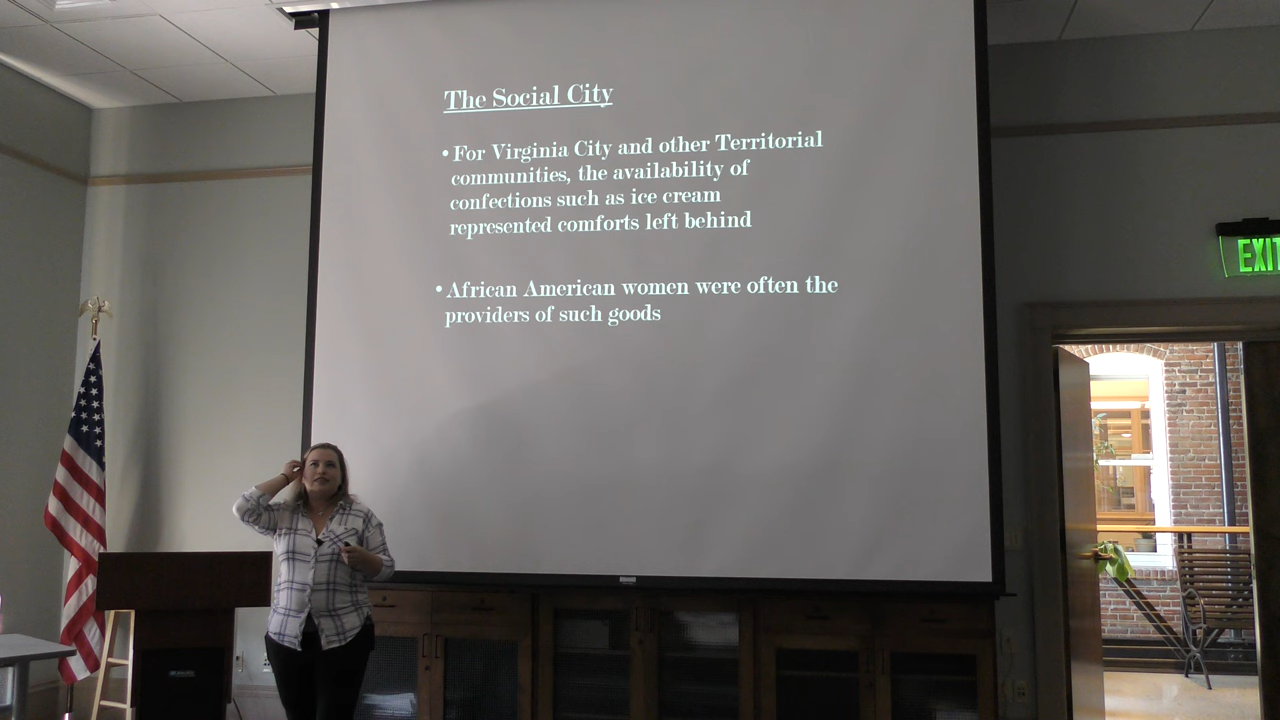 The Social City
• For Virginia City and other Territorial
communities, the availability of
confections such as ice cream
represented comforts left behind
• African American women were often the
providers of such goods
EXIT